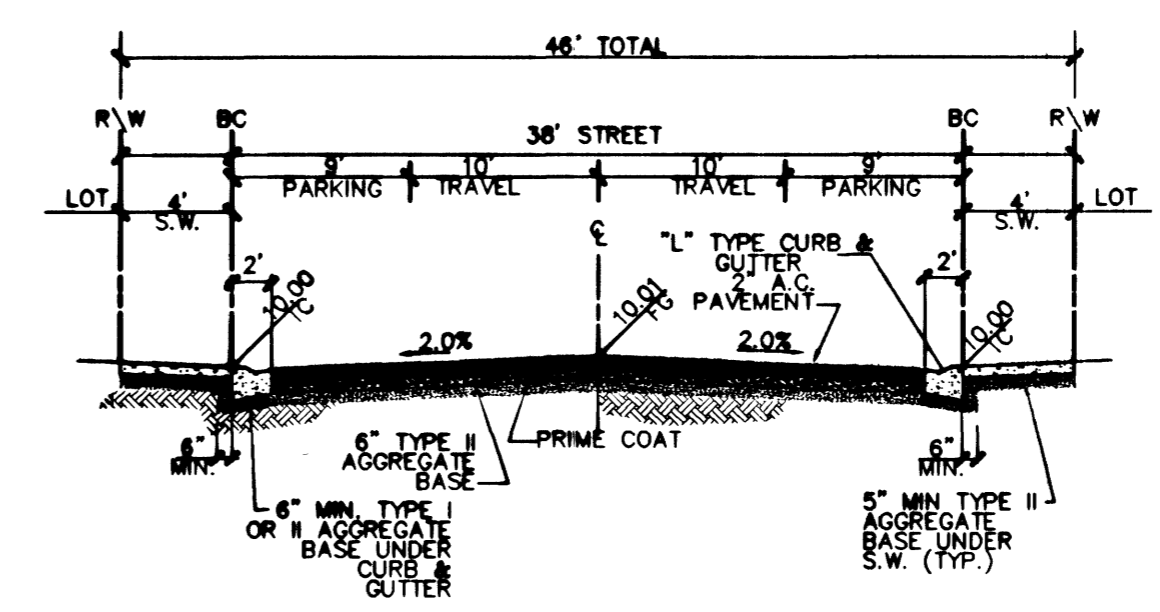 46' TOTAL
R\W
BC
BC
R\W
38' STREET
9'
10'
10'
9'
PARKING
TRAVEL
TRAVEL
PARKING
LOT
4'
S.W.
4'
S.W.
LOT
℄
"L" TYPE CURB &
GUTTER
2" A.C.
PAVEMENT
2'
2'
10.00
TC
10.01
FG
10.00
TC
2.0%
2.0%
6"
MIN.
6" TYPE II
AGGREGATE
BASE
PRIME COAT
6"
MIN.
6" MIN. TYPE I
OR II AGGREGATE
BASE UNDER
CURB &
GUTTER
5" MIN TYPE II
AGGREGATE
BASE UNDER
S.W. (TYP.)